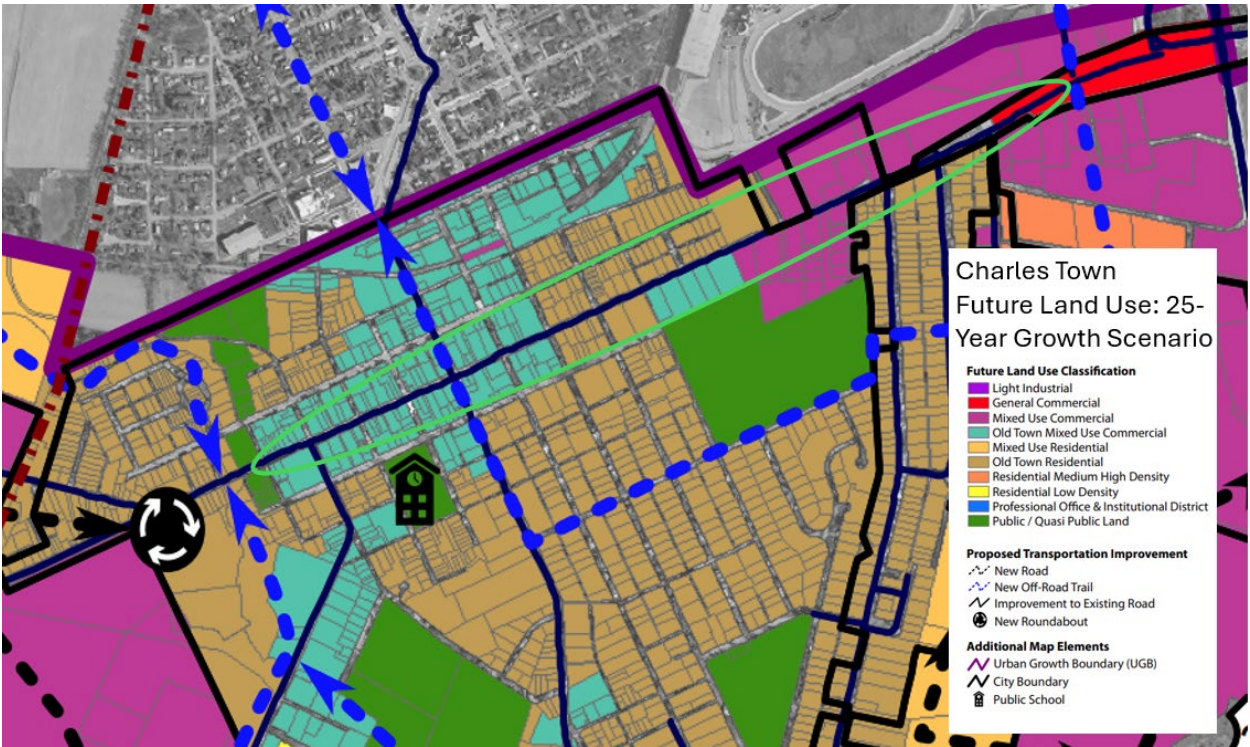 Charles Town
Future Land Use: 25-
Year Growth Scenario
Future Land Use Classification
Light Industrial
General Commercial
Mixed Use Commercial
Old Town Mixed Use Commercial
Mixed Use Residential
Old Town Residential
Residential Medium High Density
Residential Low Density
Professional Office & Institutional District
Public / Quasi Public Land
Proposed Transportation Improvement
New Road
New Off-Road Trail
Improvement to Existing Road
New Roundabout
Additional Map Elements
Urban Growth Boundary (UGB)
City Boundary
Public School